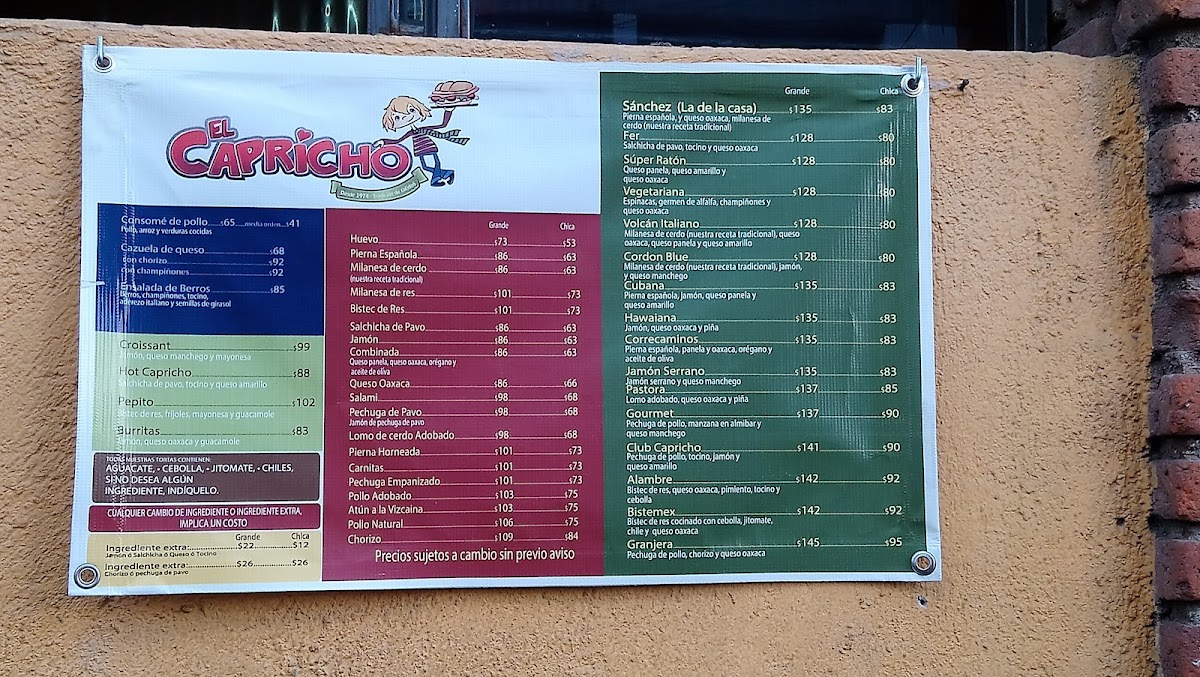 EL
CAPRICHO
Desde 1974
Consomé de pollo $65 media orden $41
Pollo, arroz y verduras cocidas
Cazuela de queso $68
con chorizo $92
con champiñones $92
Ensalada de Berros $85
Berros, champiñones, tocino,
aderezo italiano y semillas de girasol
Croissant $99
Jamón, queso manchego y mayonesa
Hot Capricho $88
Salchicha de pavo, tocino y queso amarillo
Pepito $102
Bistec de res, frijoles, mayonesa y guacamole
Burritas $83
Jamón, queso oaxaca y guacamole
TODAS NUESTRAS TORTAS CONTIENEN:
AGUACATE, - CEBOLLA, - JITOMATE, - CHILES,
SI NO DESEA ALGÚN
INGREDIENTE, INDÍQUELO.
CUALQUIER CAMBIO DE INGREDIENTE O INGREDIENTE EXTRA,
IMPLICA UN COSTO
Grande Chica
Ingrediente extra: $22 $12
Jamón ó Salchicha ó Queso ó Tocino
Ingrediente extra: $26 $26
Chorizo ó pechuga de pavo
Grande Chica
Huevo $73 $53
Pierna Española $86 $63
Milanesa de cerdo $86 $63
(nuestra receta tradicional)
Milanesa de res $101 $73
Bistec de Res $101 $73
Salchicha de Pavo $86 $63
Jamón $86 $63
Combinada $86 $63
Queso panela, queso oaxaca, orégano y
aceite de oliva
Queso Oaxaca $86 $66
Salami $98 $68
Pechuga de Pavo $98 $68
Jamón de pechuga de pavo
Lomo de cerdo Adobado $98 $68
Pierna Horneada $101 $73
Carnitas $101 $73
Pechuga Empanizado $101 $73
Pollo Adobado $103 $75
Atún a la Vizcaina $103 $75
Pollo Natural $106 $75
Chorizo $109 $84
Precios sujetos a cambio sin previo aviso
Grande Chica
Sánchez (La de la casa) $135 $83
Pierna española, y queso oaxaca, milanesa de
cerdo (nuestra receta tradicional)
Fer $128 $80
Salchicha de pavo, tocino y queso oaxaca
Súper Ratón $128 $80
Queso panela, queso amarillo y
queso oaxaca
Vegetariana $128 $80
Espinacas, germen de alfalfa, champiñones y
queso oaxaca
Volcán Italiano $128 $80
Milanesa de cerdo (nuestra receta tradicional), queso
oaxaca, queso panela y queso amarillo
Cordon Blue $128 $80
Milanesa de cerdo (nuestra receta tradicional), jamón,
y queso manchego
Cubana $135 $83
Pierna española, jamón, queso panela y
queso amarillo
Hawaiana $135 $83
Jamón, queso oaxaca y piña
Correcaminos $135 $83
Pierna española, panela y oaxaca, orégano y
aceite de oliva
Jamón Serrano $135 $83
Jamón serrano y queso manchego
Pastora $137 $85
Lomo adobado, queso oaxaca y piña
Gourmet $137 $90
Pechuga de pollo, manzana en almibar y
queso manchego
Club Capricho $141 $90
Pechuga de pollo, tocino, jamón y
queso amarillo
Alambre $142 $92
Bistec de res, queso oaxaca, pimiento, tocino y
cebolla
Bistemex $142 $92
Bistec de res cocinado con cebolla, jitomate,
chile y queso oaxaca
Granjera $145 $95
Pechuga de pollo, chorizo y queso oaxaca